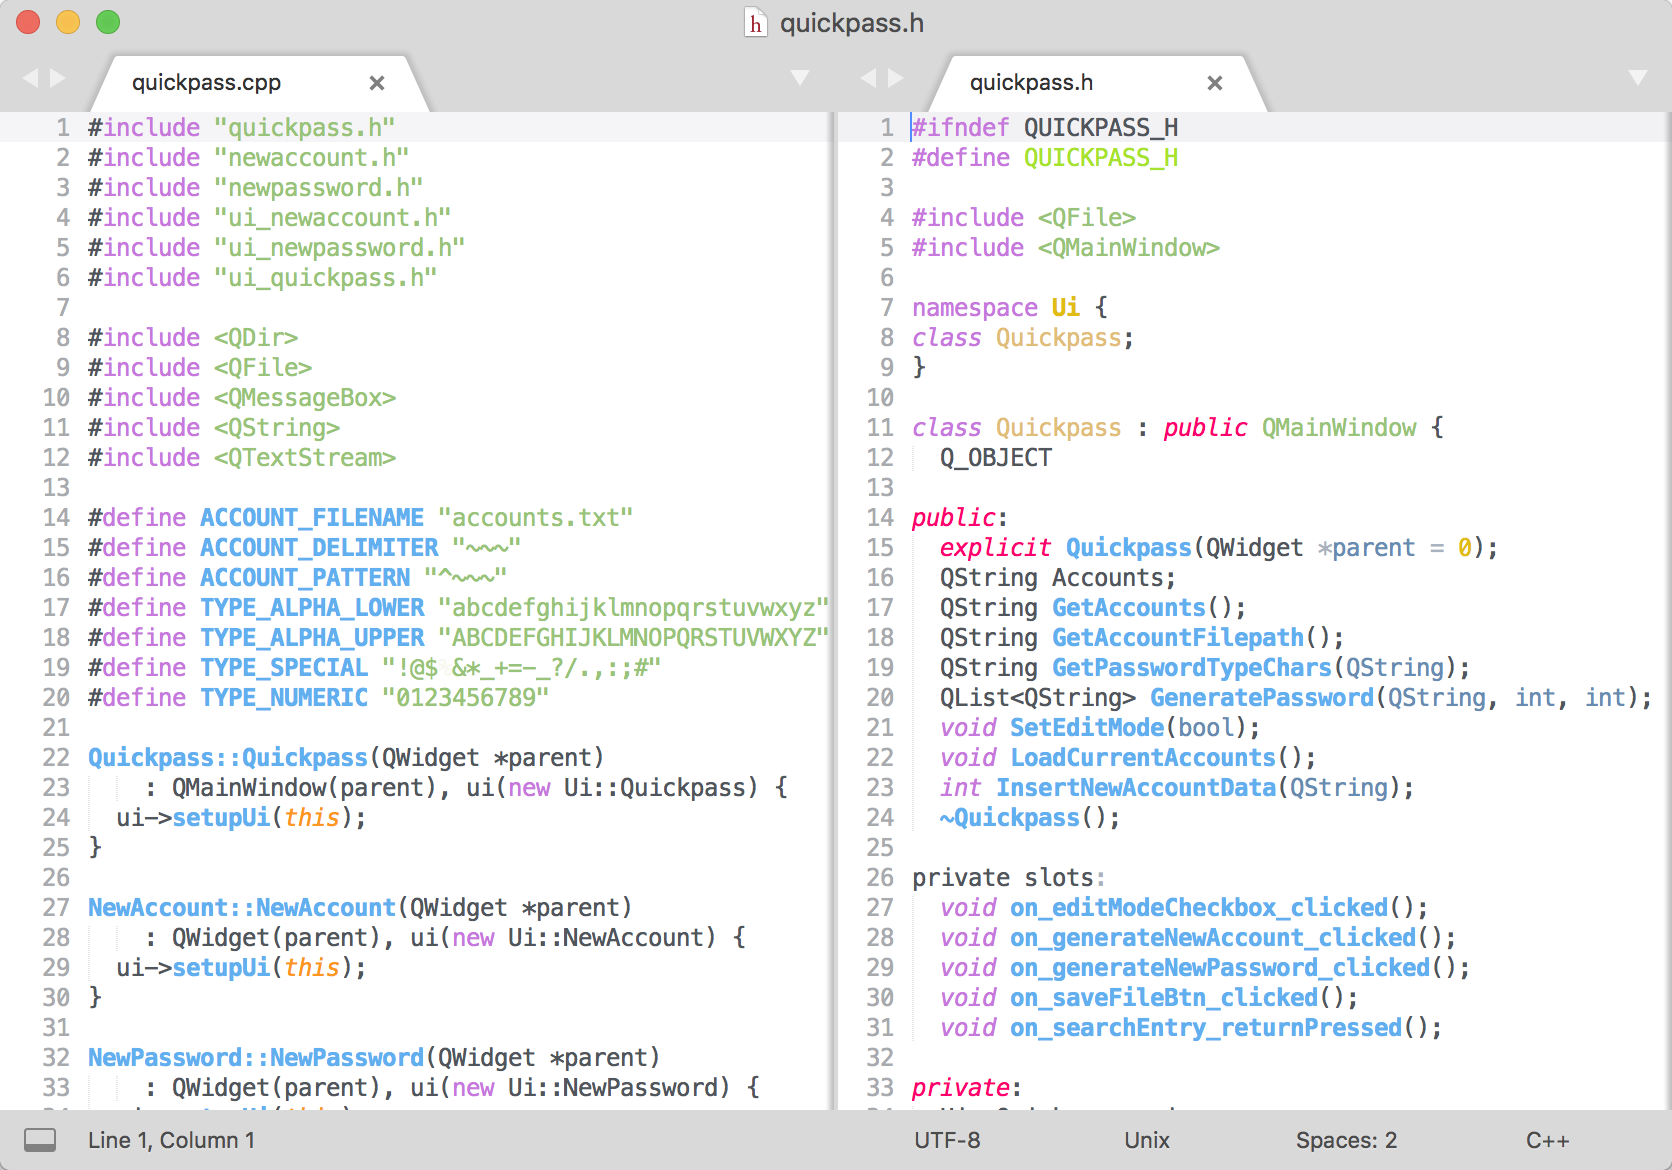 quickpass.h
quickpass.cpp
1 #include "quickpass.h"
2 #include "newaccount.h"
3 #include "newpassword.h"
4 #include "ui_newaccount.h"
5 #include "ui_newpassword.h"
6 #include "ui_quickpass.h"
7
8 #include <QDir>
9 #include <QFile>
10 #include <QMessageBox>
11 #include <QString>
12 #include <QTextStream>
13
14 #define ACCOUNT_FILENAME "accounts.txt"
15 #define ACCOUNT_DELIMITER "~~~"
16 #define ACCOUNT_PATTERN "^~~~"
17 #define TYPE_ALPHA_LOWER "abcdefghijklmnopqrstuvwxyz"
18 #define TYPE_ALPHA_UPPER "ABCDEFGHIJKLMNOPQRSTUVWXYZ"
19 #define TYPE_SPECIAL "!@$ &*_+=-_?/.,:;#"
20 #define TYPE_NUMERIC "0123456789"
21
22 Quickpass::Quickpass(QWidget *parent)
23     : QMainWindow(parent), ui(new Ui::Quickpass) {
24   ui->setupUi(this);
25 }
26
27 NewAccount::NewAccount(QWidget *parent)
28     : QWidget(parent), ui(new Ui::NewAccount) {
29   ui->setupUi(this);
30 }
31
32 NewPassword::NewPassword(QWidget *parent)
33     : QWidget(parent), ui(new Ui::NewPassword) {
quickpass.h
1 #ifndef QUICKPASS_H
2 #define QUICKPASS_H
3
4 #include <QFile>
5 #include <QMainWindow>
6
7 namespace Ui {
8 class Quickpass;
9 }
10
11 class Quickpass : public QMainWindow {
12   Q_OBJECT
13
14 public:
15   explicit Quickpass(QWidget *parent = 0);
16   QString Accounts;
17   QString GetAccounts();
18   QString GetAccountFilepath();
19   QString GetPasswordTypeChars(QString);
20   QList<QString> GeneratePassword(QString, int, int);
21   void SetEditMode(bool);
22   void LoadCurrentAccounts();
23   int InsertNewAccountData(QString);
24   ~Quickpass();
25
26 private slots:
27   void on_editModeCheckbox_clicked();
28   void on_generateNewAccount_clicked();
29   void on_generateNewPassword_clicked();
30   void on_saveFileBtn_clicked();
31   void on_searchEntry_returnPressed();
32
33 private:
Line 1, Column 1
UTF-8
Unix
Spaces: 2
C++